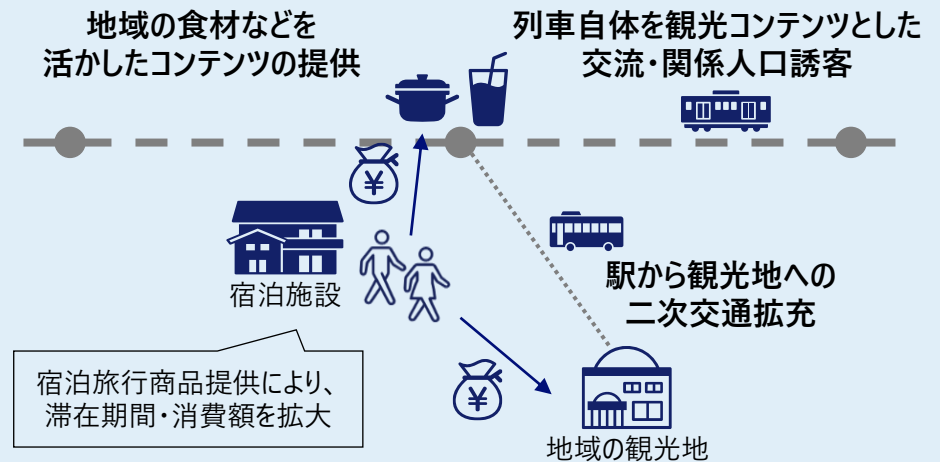 地域の食材などを
活かしたコンテンツの提供
列車自体を観光コンテンツとした
交流・関係人口誘客
¥
宿泊施設
駅から観光地への
二次交通拡充
宿泊旅行商品提供により、
滞在期間・消費額を拡大
¥
地域の観光地